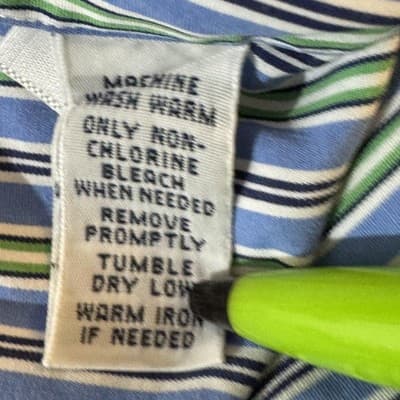 MACHINE
WASH WARM
ONLY NON-
CHLORINE
BLEACH
WHEN NEEDED
REMOVE
PROMPTLY
TUMBLE
DRY LOW
WARM IRON
IF NEEDED